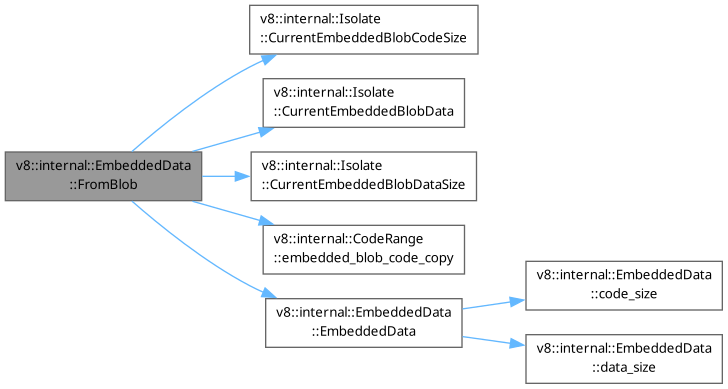 v8::internal::Isolate
::CurrentEmbeddedBlobCodeSize
v8::internal::Isolate
::CurrentEmbeddedBlobData
v8::internal::EmbeddedData
::FromBlob
v8::internal::Isolate
::CurrentEmbeddedBlobDataSize
v8::internal::CodeRange
::embedded_blob_code_copy
v8::internal::EmbeddedData
::EmbeddedData
v8::internal::EmbeddedData
::code_size
v8::internal::EmbeddedData
::data_size